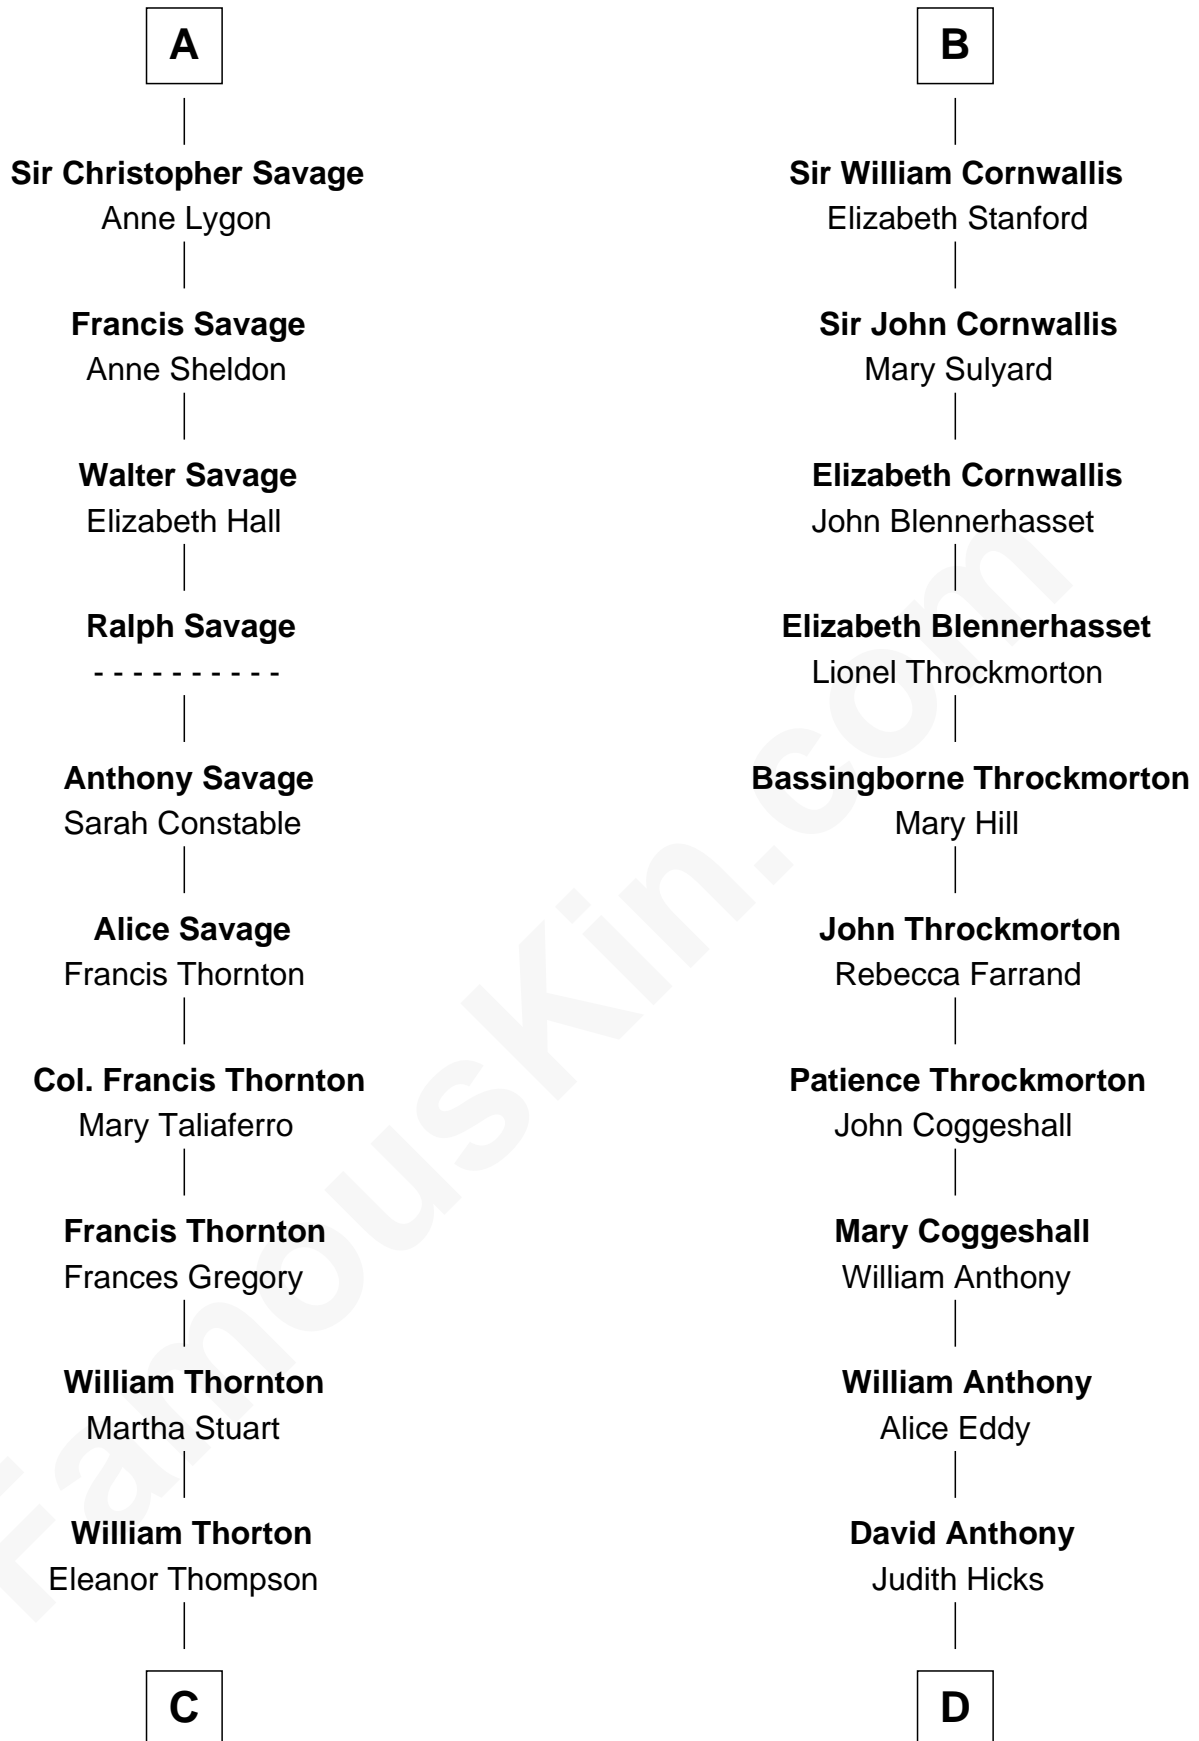 A
Sir Christopher Savage
Anne Lygon
Francis Savage
Anne Sheldon
Walter Savage
Elizabeth Hall
Ralph Savage
- - - - - - - - - -
Anthony Savage
Sarah Constable
Alice Savage
Francis Thornton
Col. Francis Thornton
Mary Taliaferro
Francis Thornton
Frances Gregory
William Thornton
Martha Stuart
William Thorton
Eleanor Thompson
C
B
Sir William Cornwallis
Elizabeth Stanford
Sir John Cornwallis
Mary Sulyard
Elizabeth Cornwallis
John Blennerhasset
Elizabeth Blennerhasset
Lionel Throckmorton
Bassingborne Throckmorton
Mary Hill
John Throckmorton
Rebecca Farrand
Patience Throckmorton
John Coggeshall
Mary Coggeshall
William Anthony
William Anthony
Alice Eddy
David Anthony
Judith Hicks
D
FamousKin.com